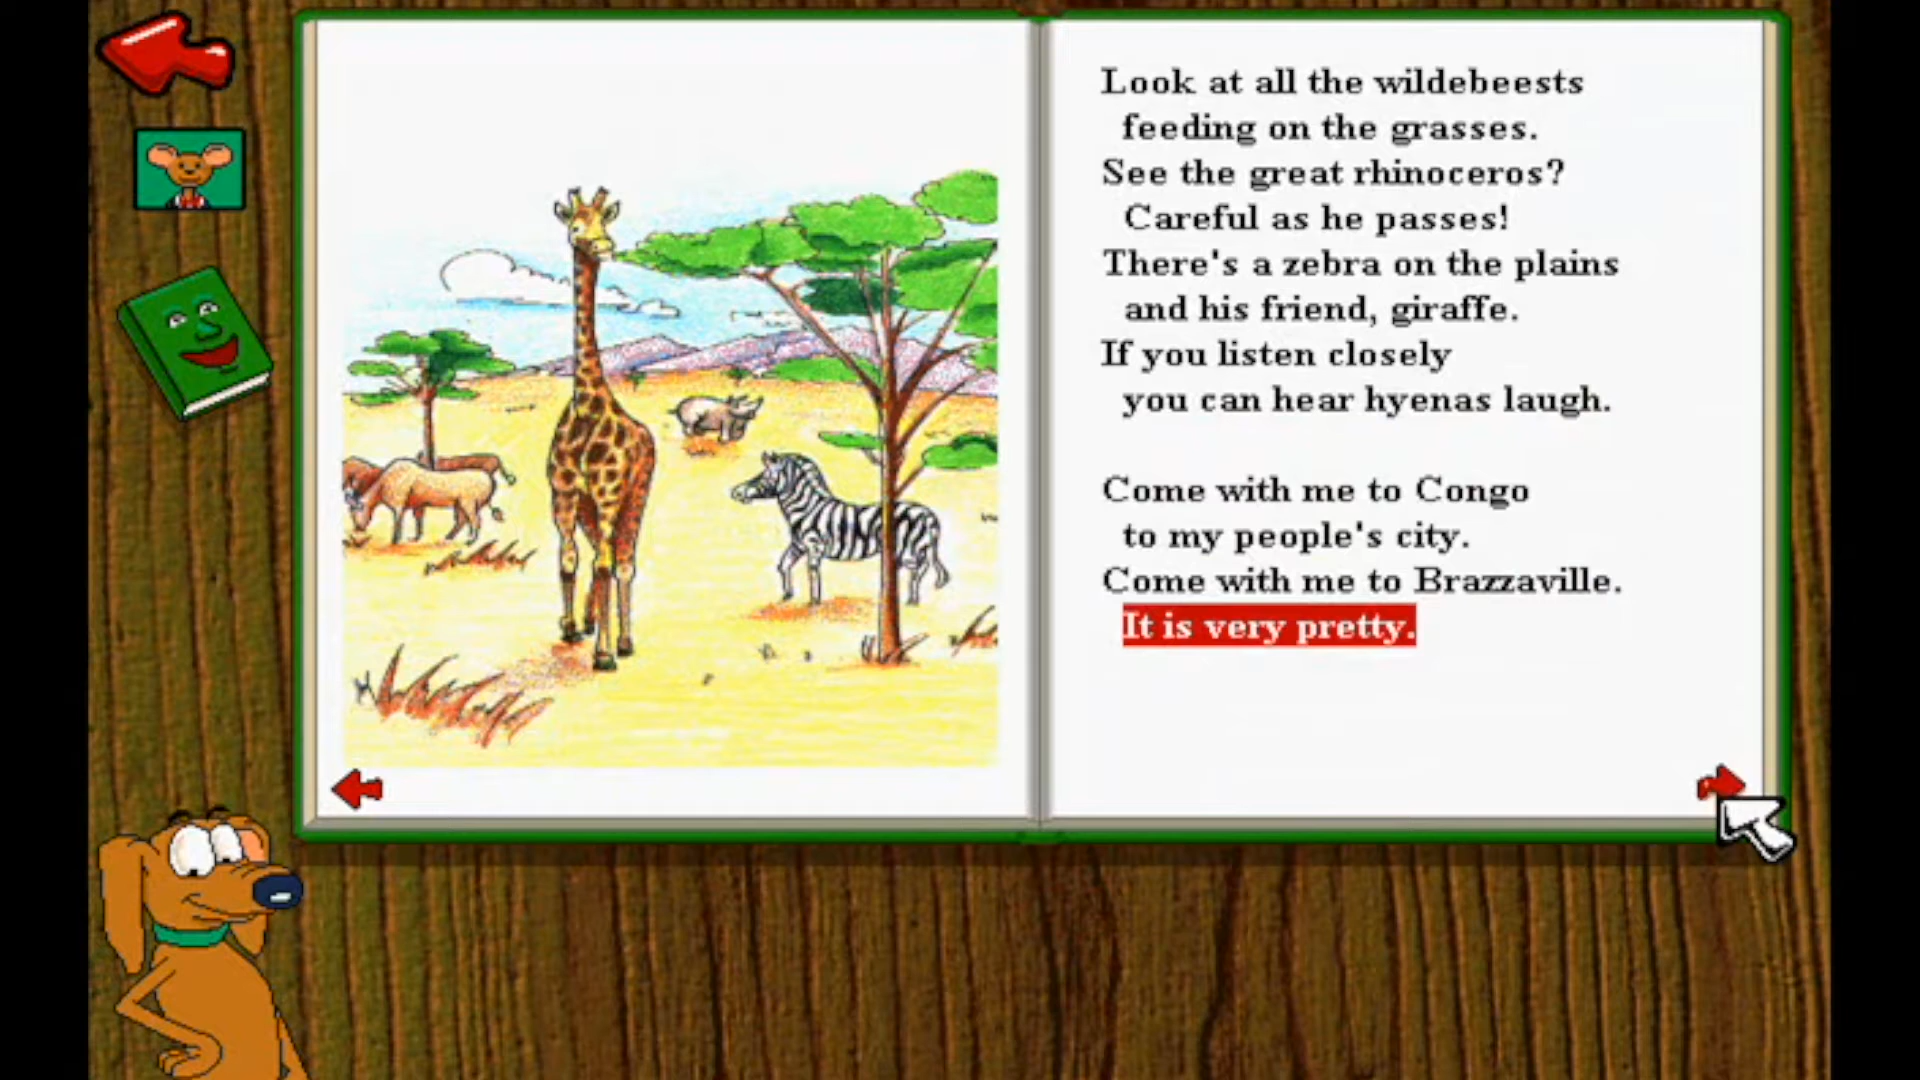 Look at all the wildebeests
feeding on the grasses.
See the great rhinoceros?
Careful as he passes!
There's a zebra on the plains
and his friend, giraffe.
If you listen closely
you can hear hyenas laugh.
Come with me to Congo
to my people's city.
Come with me to Brazzaville.
It is very pretty.